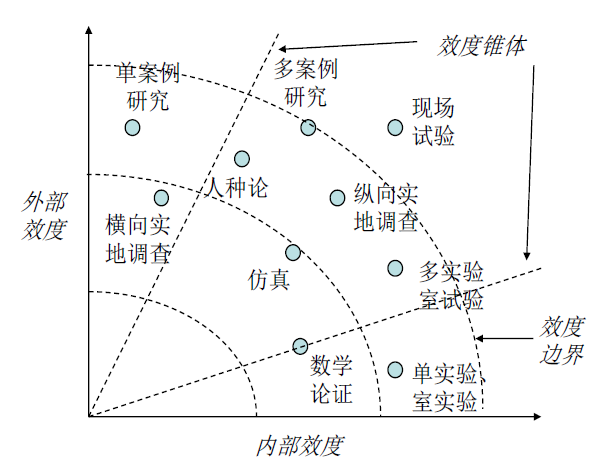 效度锥体
单案例
研究
多案例
研究
现场
试验
外部
效度
人种论
纵向实
地调查
横向实
地调查
仿真
多实验
室试验
效度
边界
数学
论证
单实验、
室实验
内部效度